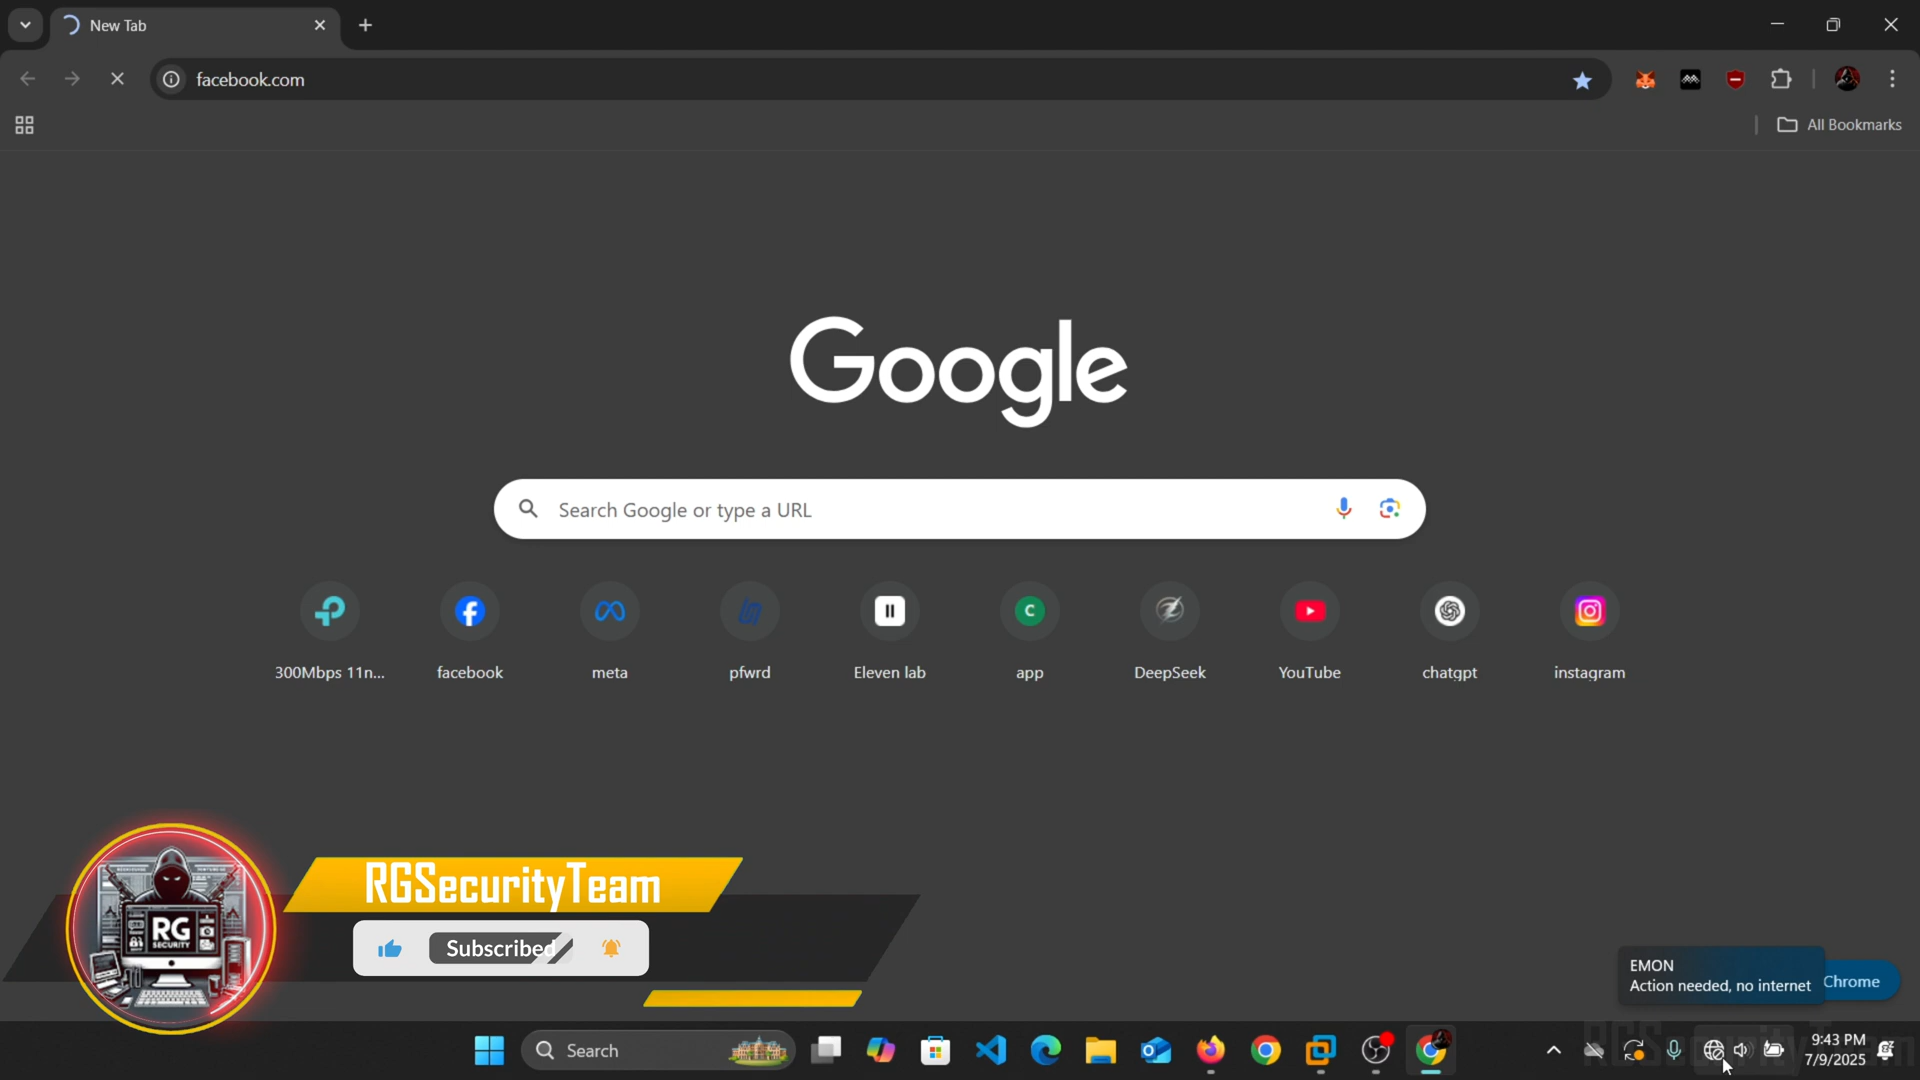 New Tab
facebook.com
All Bookmarks
Google
Search Google or type a URL
300Mbps 11n...
facebook
meta
pfwrd
Eleven lab
C
app
DeepSeek
YouTube
chatgpt
instagram
RG
SECURITY
RGSecurityTeam
Subscribed
EMON
Action needed, no internet
Chrome
Search
9:43 PM
7/9/2025